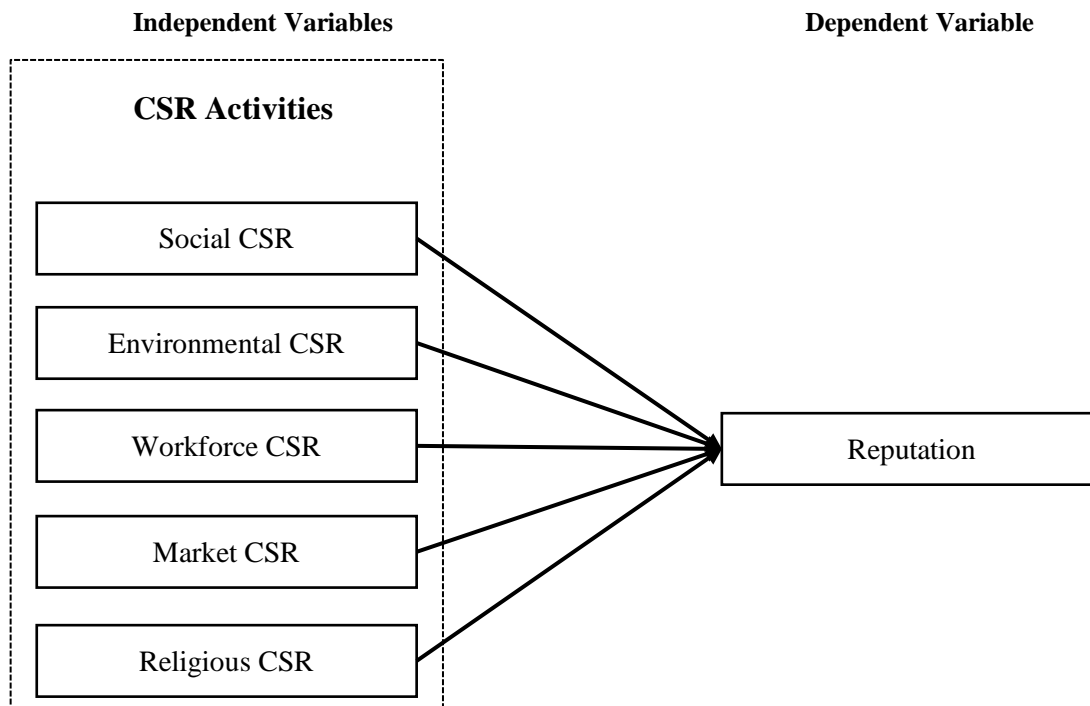 Independent Variables
Dependent Variable
CSR Activities
Social CSR
Environmental CSR
Workforce CSR
Reputation
Market CSR
Religious CSR